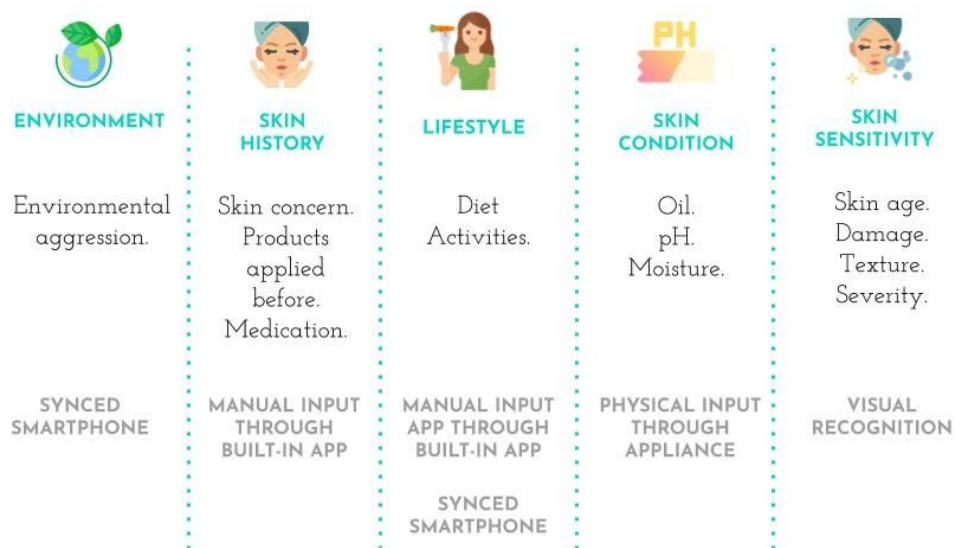 PH
ENVIRONMENT
Environmental
aggression.
SYNCED
SMARTPHONE
SKIN
HISTORY
Skin concern.
Products
applied
before.
Medication.
MANUAL INPUT
THROUGH
BUILT-IN APP
LIFESTYLE
Diet
Activities.
MANUAL INPUT
APP THROUGH
BUILT-IN APP
SYNCED
SMARTPHONE
SKIN
CONDITION
Oil.
pH.
Moisture.
PHYSICAL INPUT
THROUGH
APPLIANCE
SKIN
SENSITIVITY
Skin age.
Damage.
Texture.
Severity.
VISUAL
RECOGNITION